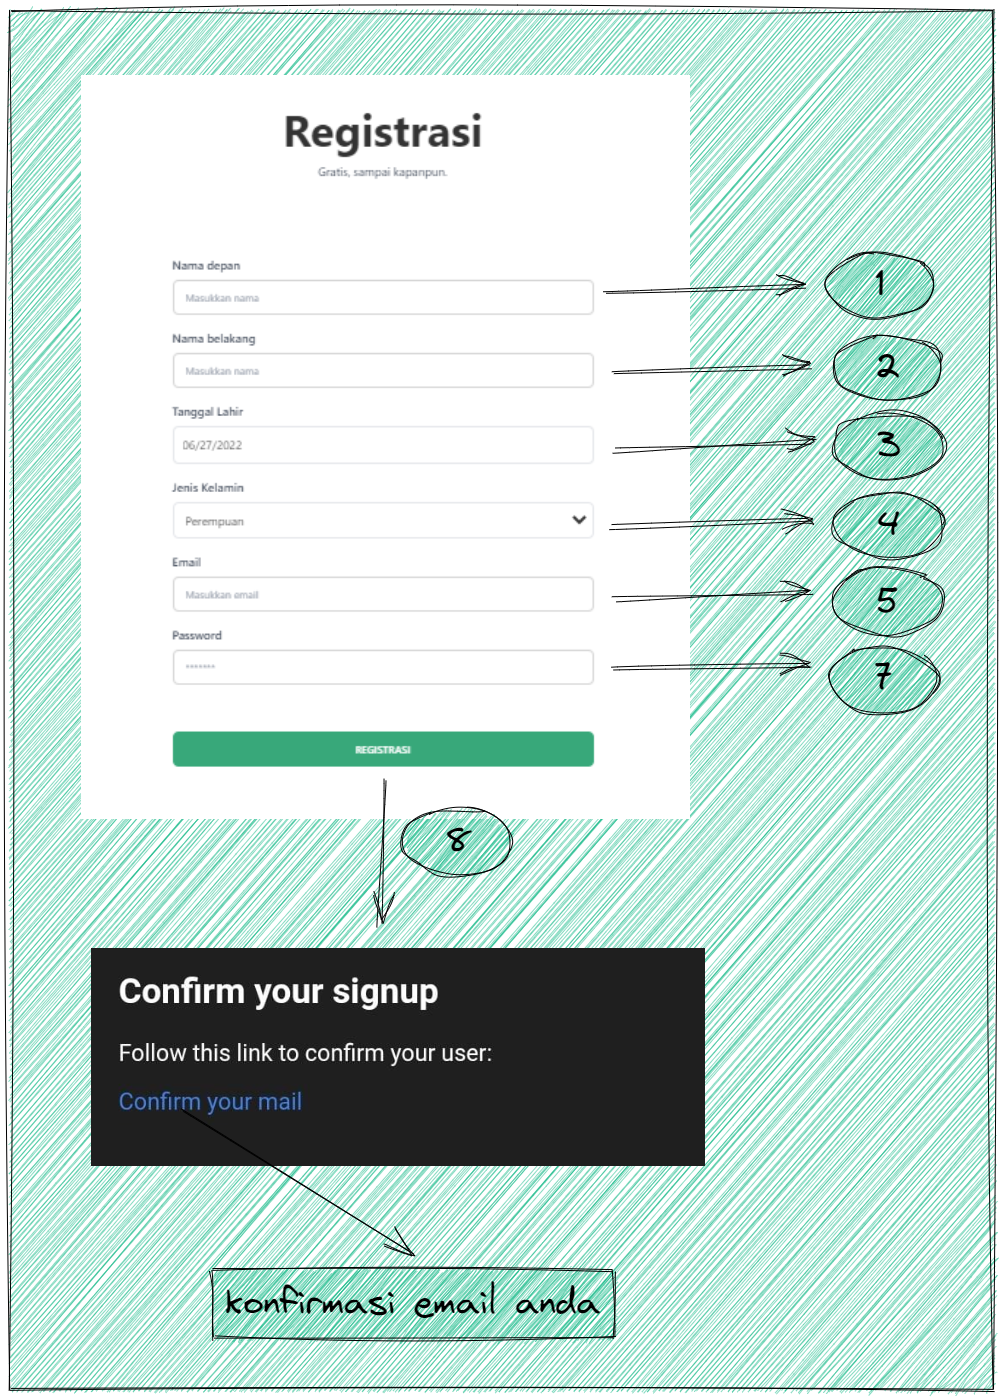 Registrasi
Gratis, sampai kapanpun.
Nama depan
Masukkan nama
1
Nama belakang
Masukkan nama
2
Tanggal Lahir
06/27/2022
3
Jenis Kelamin
Perempuan
4
Email
Masukkan email
5
Password
*******
7
REGISTRASI
8
Confirm your signup
Follow this link to confirm your user:
Confirm your mail
konfirmasi email anda